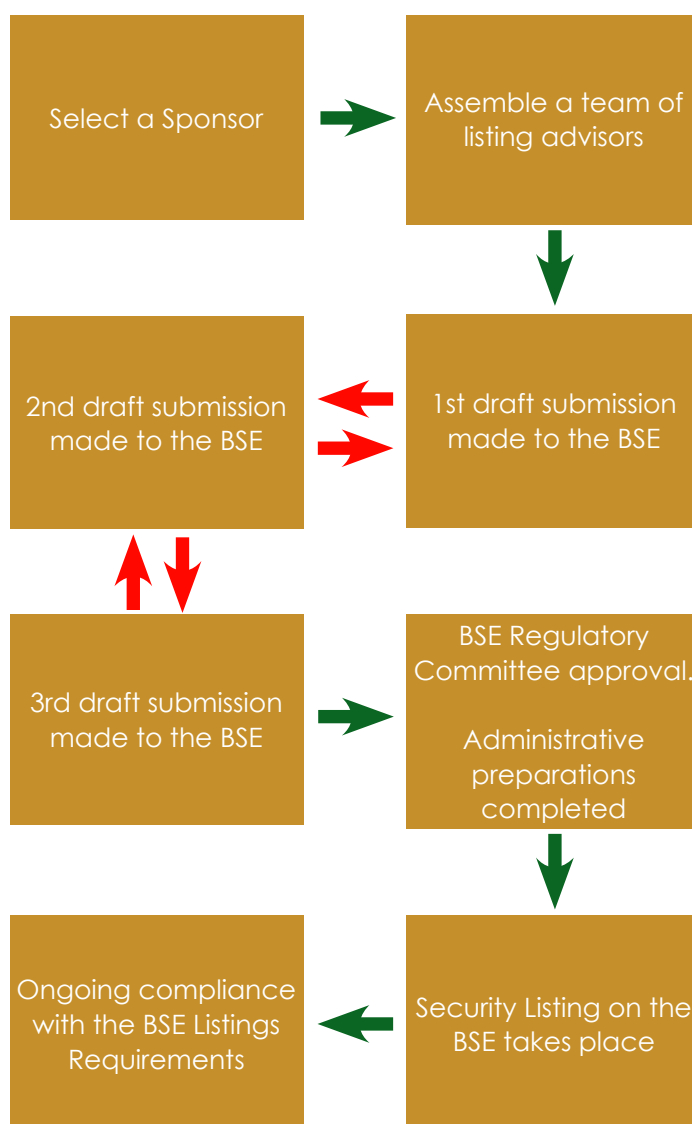 Select a Sponsor
Assemble a team of
listing advisors
1st draft submission
made to the BSE
2nd draft submission
made to the BSE
3rd draft submission
made to the BSE
BSE Regulatory
Committee approval.
Administrative
preparations
completed
Security Listing on the
BSE takes place
Ongoing compliance
with the BSE Listings
Requirements